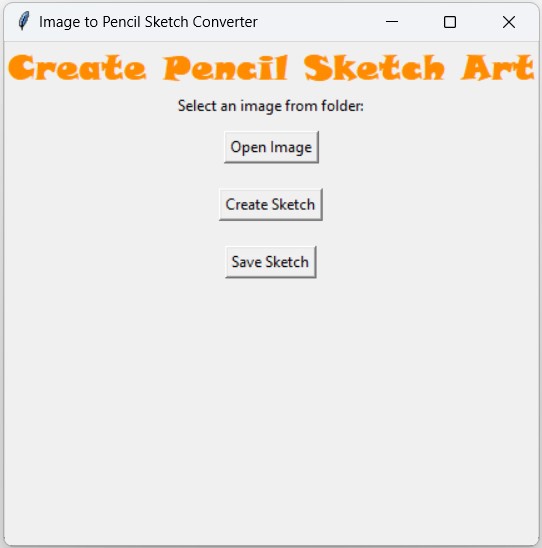 Image to Pencil Sketch Converter
Create Pencil Sketch Art
Select an image from folder:
Open Image
Create Sketch
Save Sketch